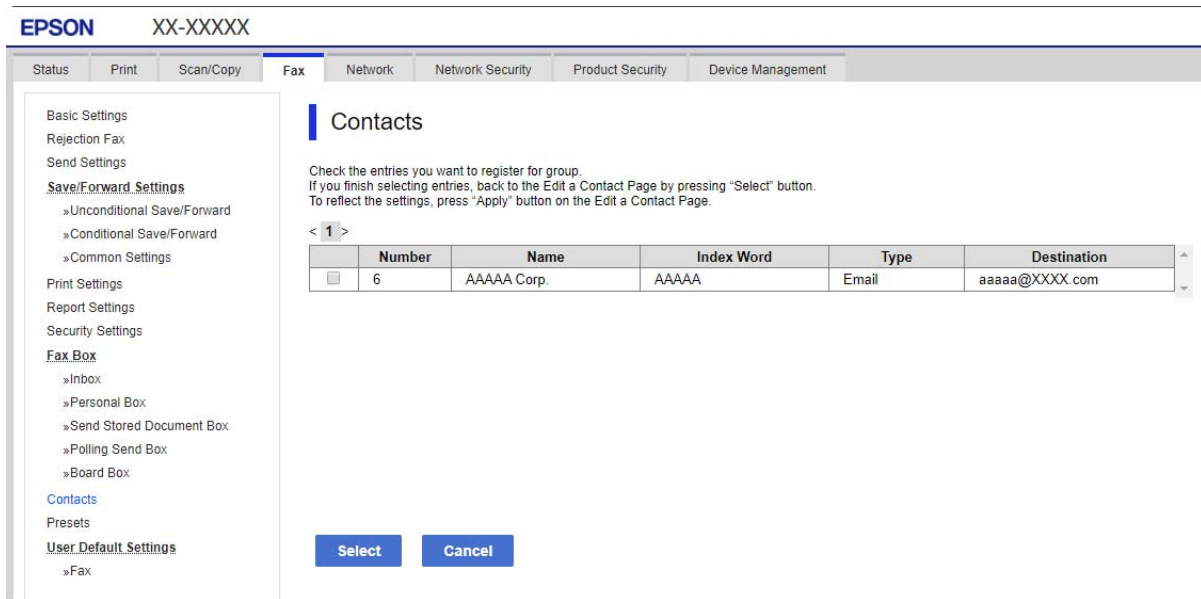 EPSON XX-XXXXX
Status Print Scan/Copy Fax Network Network Security Product Security Device Management
Basic Settings
Rejection Fax
Send Settings
Save/Forward Settings
»Unconditional Save/Forward
»Conditional Save/Forward
»Common Settings
Print Settings
Report Settings
Security Settings
Fax Box
»Inbox
»Personal Box
»Send Stored Document Box
»Polling Send Box
»Board Box
Contacts
Presets
User Default Settings
»Fax
Contacts
Check the entries you want to register for group.
If you finish selecting entries, back to the Edit a Contact Page by pressing “Select” button.
To reflect the settings, press “Apply” button on the Edit a Contact Page.
< 1 >
Number Name Index Word Type Destination
6 AAAAA Corp. AAAAA Email aaaaa@XXXX.com
Select Cancel